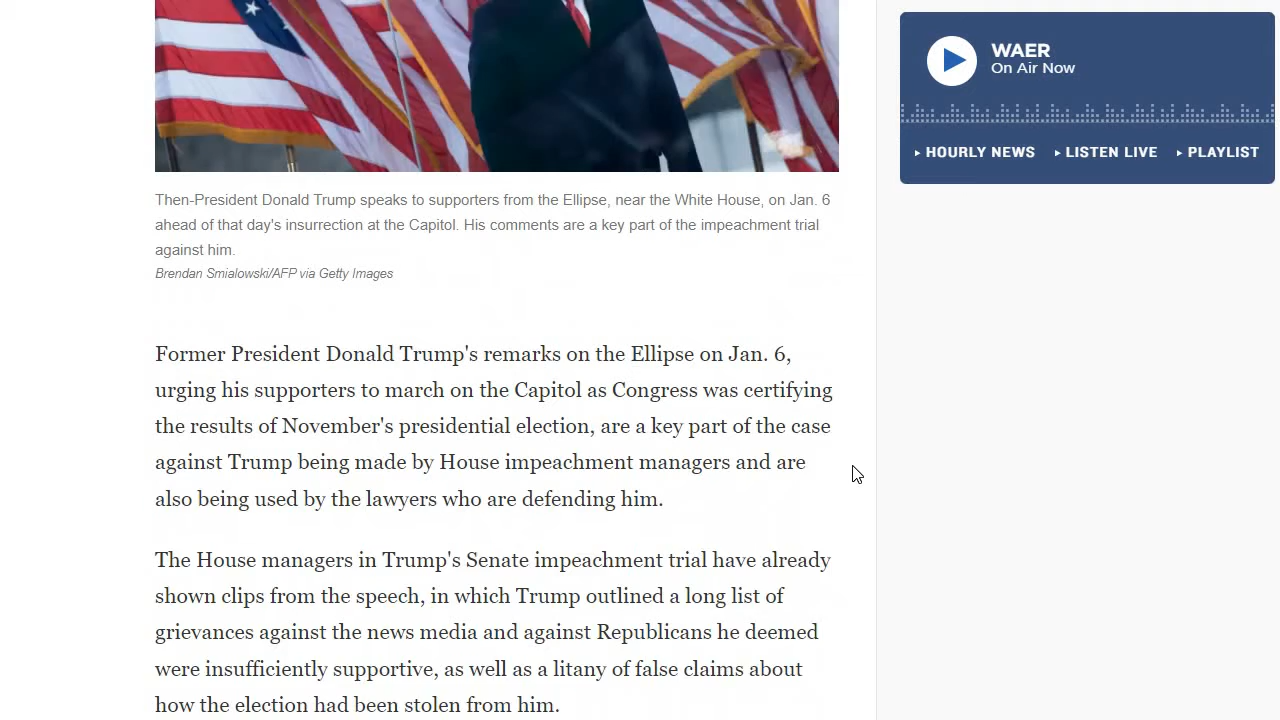 WAER
On Air Now
▸ HOURLY NEWS ▸ LISTEN LIVE ▸ PLAYLIST
Then-President Donald Trump speaks to supporters from the Ellipse, near the White House, on Jan. 6
ahead of that day's insurrection at the Capitol. His comments are a key part of the impeachment trial
against him.
Brendan Smialowski/AFP via Getty Images
Former President Donald Trump's remarks on the Ellipse on Jan. 6,
urging his supporters to march on the Capitol as Congress was certifying
the results of November's presidential election, are a key part of the case
against Trump being made by House impeachment managers and are
also being used by the lawyers who are defending him.
The House managers in Trump's Senate impeachment trial have already
shown clips from the speech, in which Trump outlined a long list of
grievances against the news media and against Republicans he deemed
were insufficiently supportive, as well as a litany of false claims about
how the election had been stolen from him.